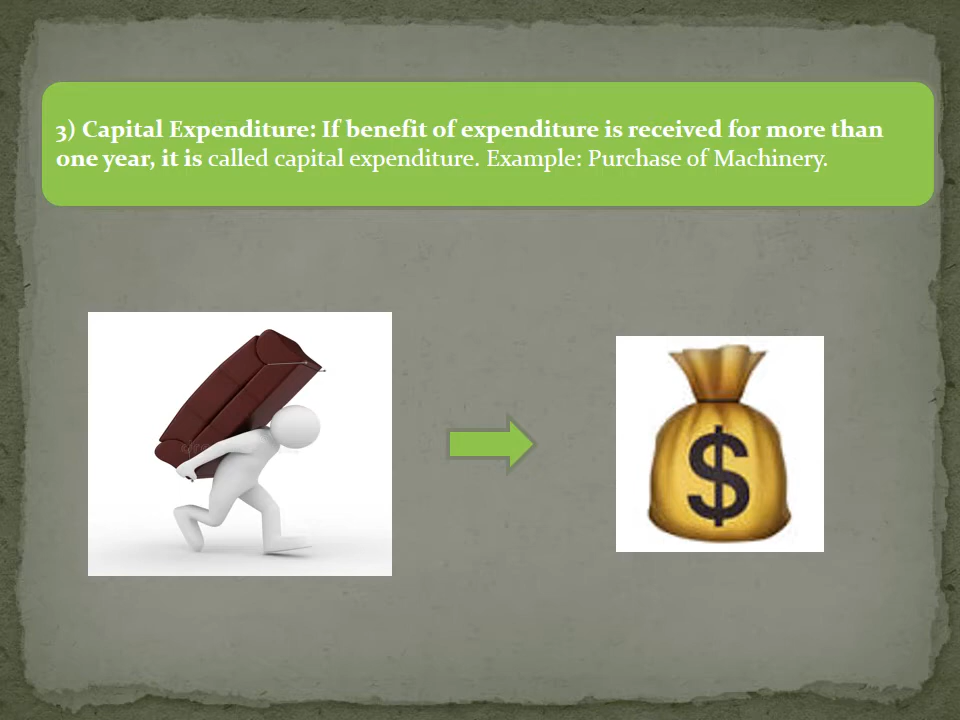 3) Capital Expenditure: If benefit of expenditure is received for more than
one year, it is called capital expenditure. Example: Purchase of Machinery.
$